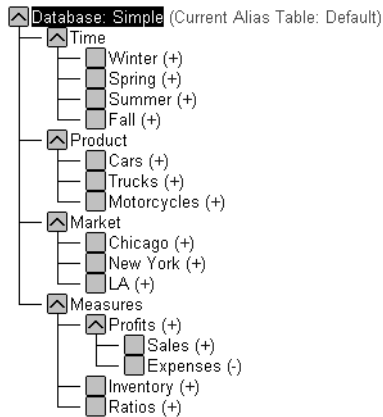 Database: Simple (Current Alias Table: Default)
Time
Winter (+)
Spring (+)
Summer (+)
Fall (+)
Product
Cars (+)
Trucks (+)
Motorcycles (+)
Market
Chicago (+)
New York (+)
LA (+)
Measures
Profits (+)
Sales (+)
Expenses (-)
Inventory (+)
Ratios (+)